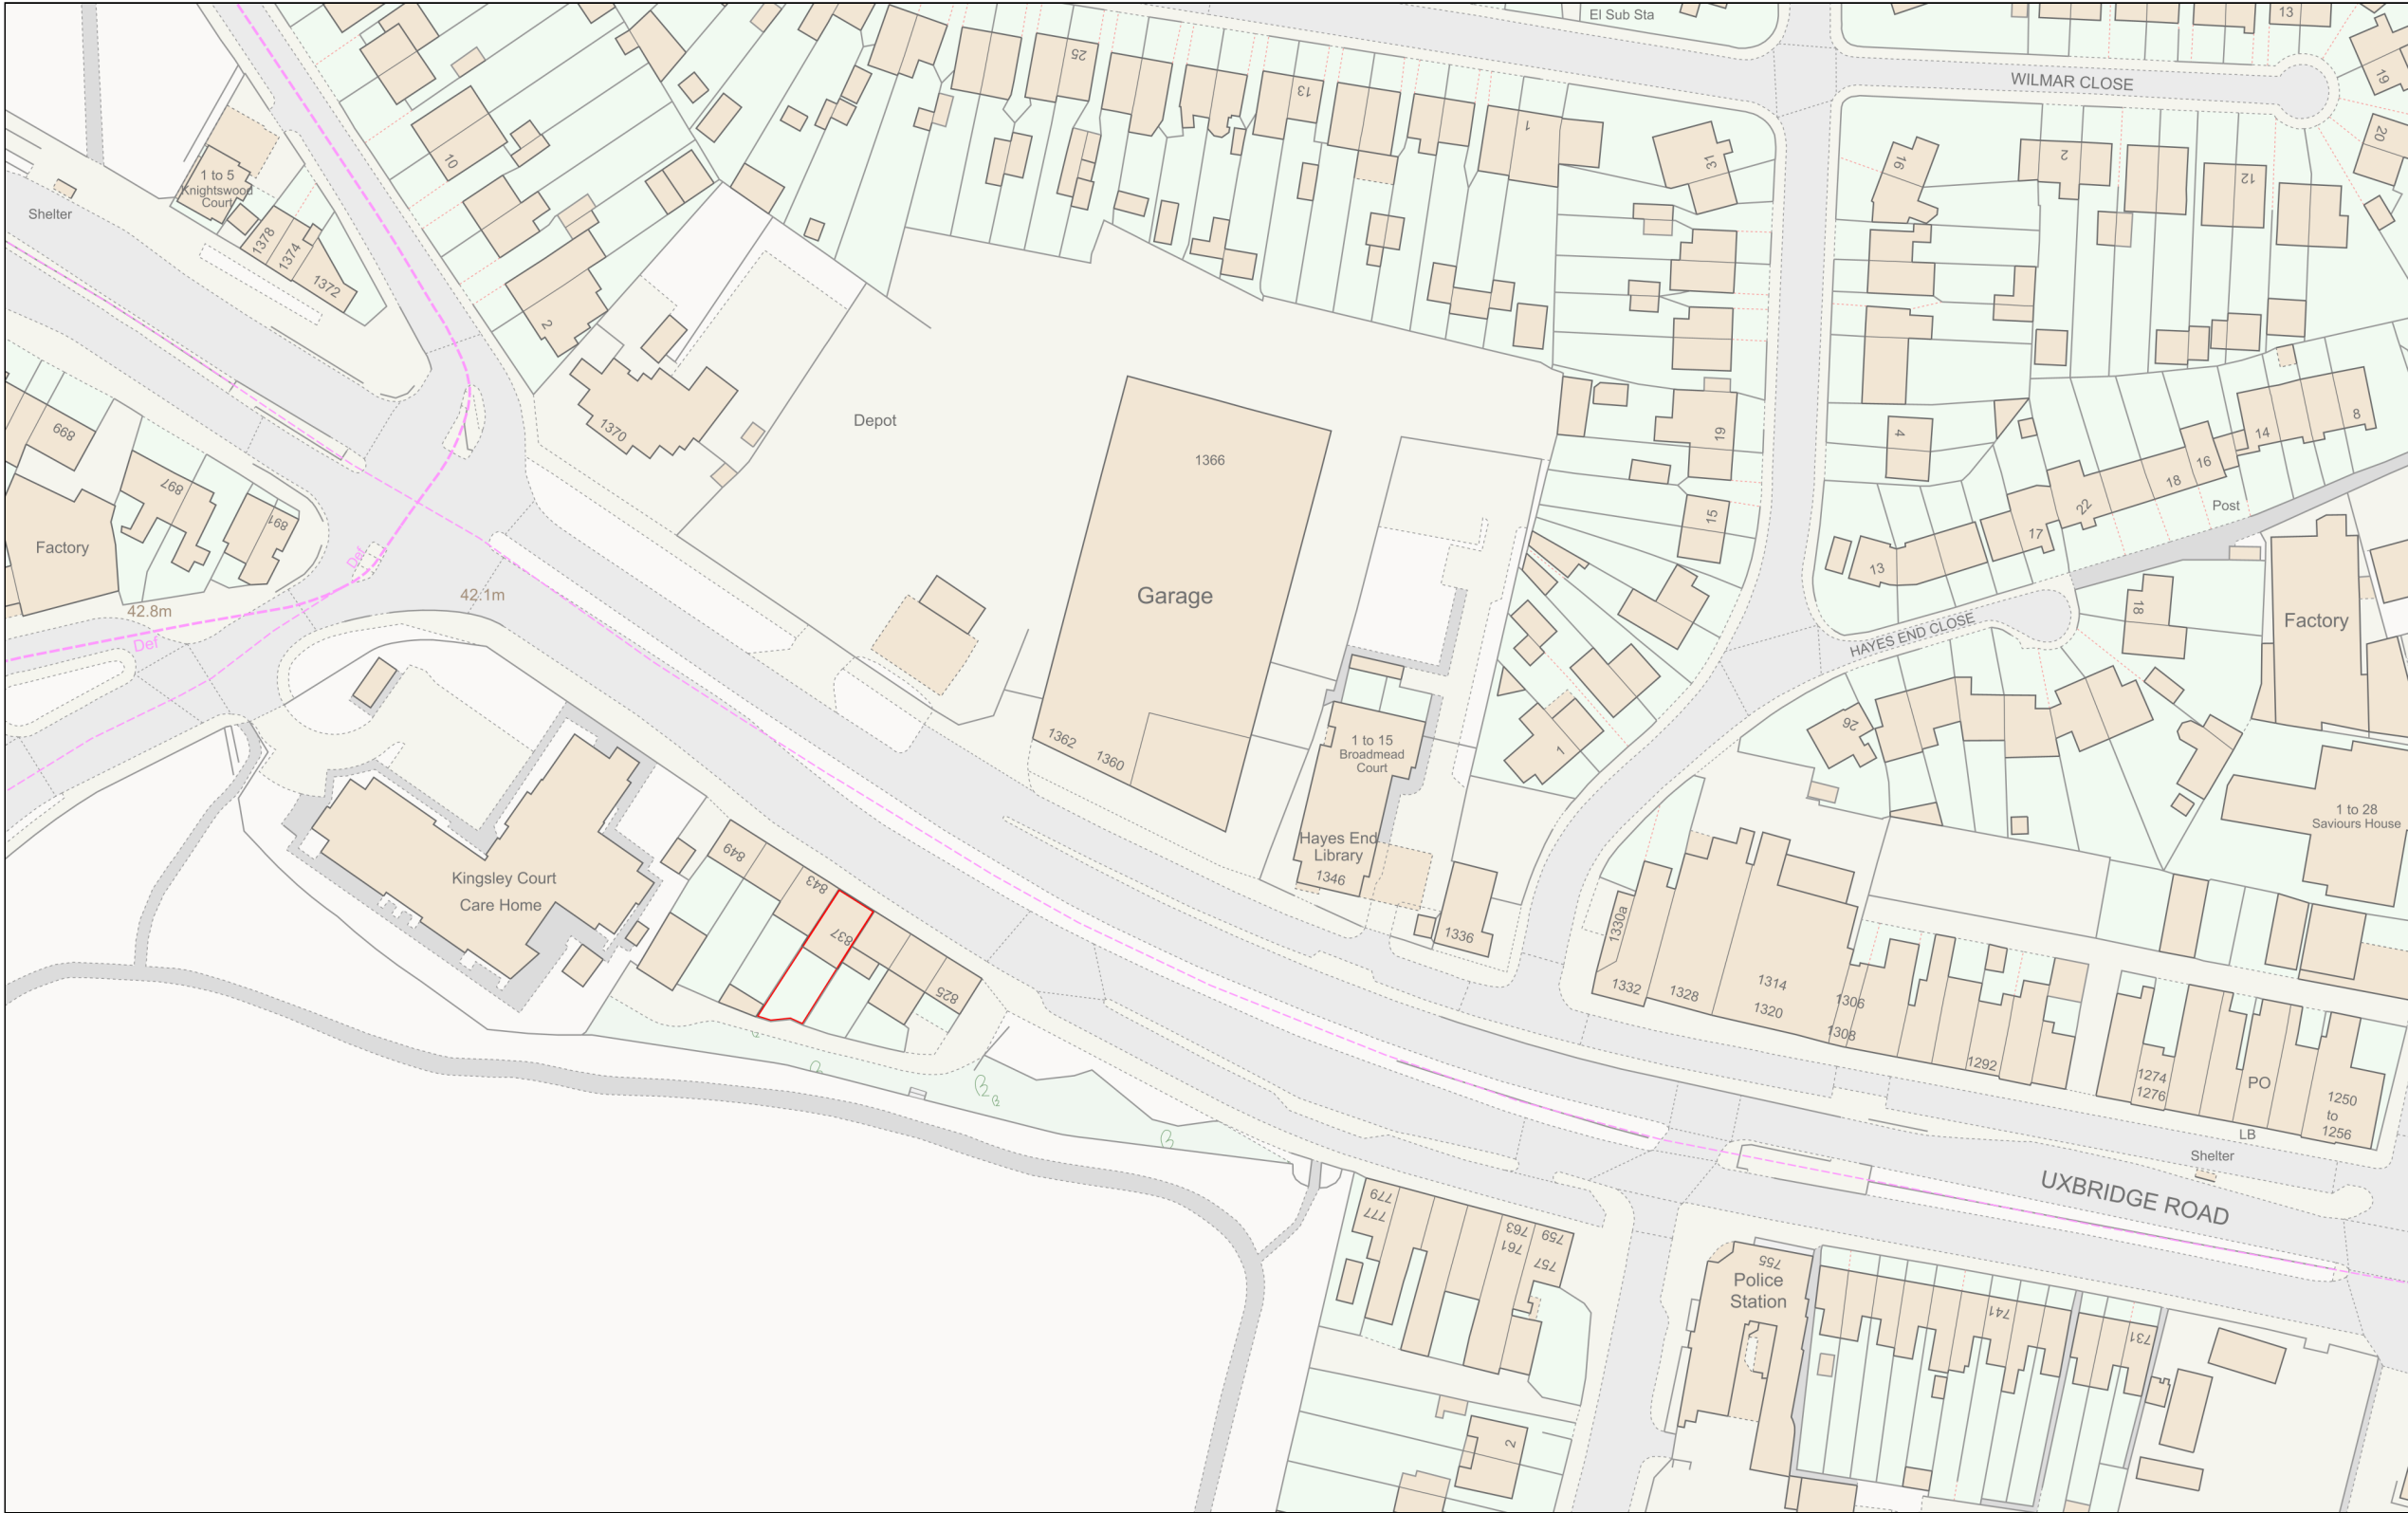 El Sub Sta
13
WILMAR CLOSE
19
25
13
1
31
16
2
12
20
10
1 to 5
Knightswood
Court
Shelter
1378
1374
1372
2
1370
Depot
1366
19
4
8
14
16
18
22
17
Post
15
13
899
897
891
Factory
42.8m
Def
Def
42.1m
Garage
HAYES END CLOSE
18
Factory
1362
1360
1 to 15
Broadmead
Court
1
26
1 to 28
Saviours House
Hayes End
Library
1346
1336
Kingsley Court
Care Home
849
843
837
825
1330a
1332
1328
1314
1320
1306
1308
1292
1274
1276
PO
1250
to
1256
LB
Shelter
UXBRIDGE ROAD
779
777
763
761
759
757
755
Police
Station
741
731
2